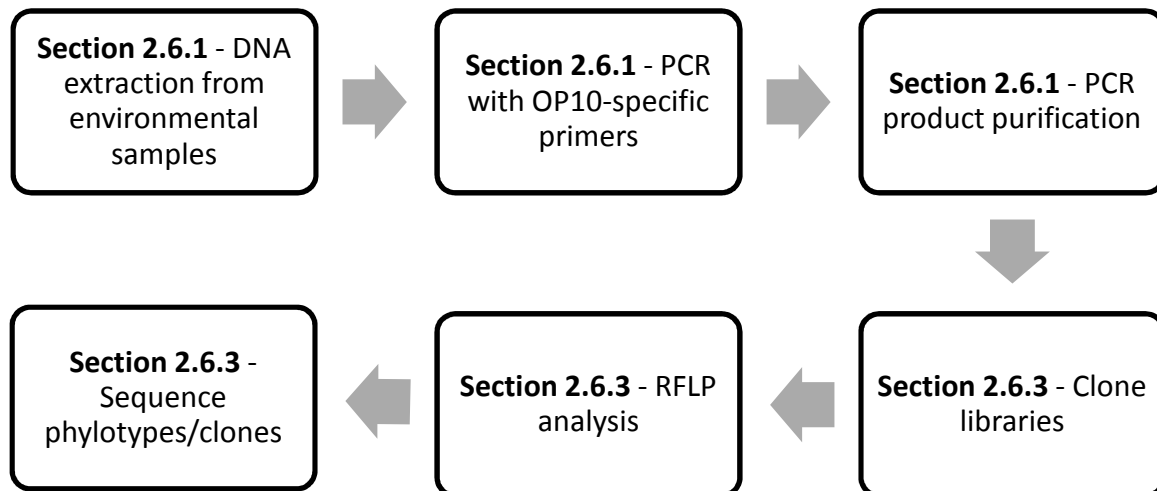 Section 2.6.1 - DNA
extraction from
environmental
samples
Section 2.6.1 - PCR
with OP10-specific
primers
Section 2.6.1 - PCR
product purification
Section 2.6.3 - Clone
libraries
Section 2.6.3 - RFLP
analysis
Section 2.6.3 -
Sequence
phylotypes/clones